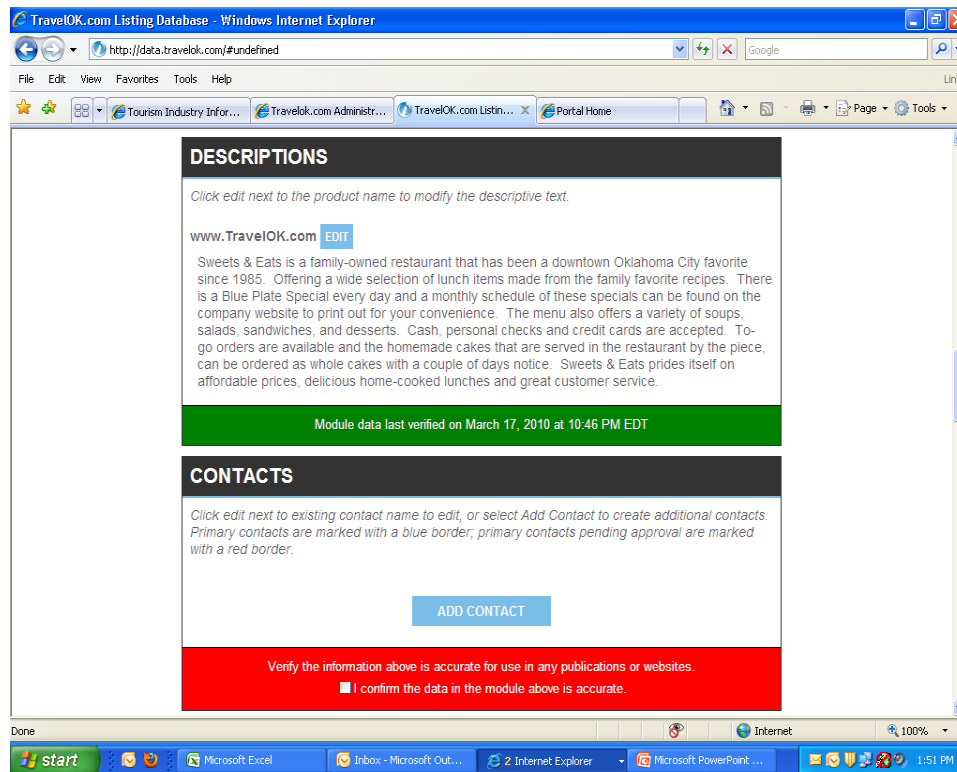 TravelOK.com Listing Database - Windows Internet Explorer
http://data.travelok.com/#undefined
Google
File Edit View Favorites Tools Help
Tourism Industry Infor... Travelok.com Administr... TravelOK.com Listin... X Portal Home Page Tools
DESCRIPTIONS
Click edit next to the product name to modify the descriptive text.
www.TravelOK.com EDIT
Sweets & Eats is a family-owned restaurant that has been a downtown Oklahoma City favorite
since 1985.  Offering a wide selection of lunch items made from the family favorite recipes.  There
is a Blue Plate Special every day and a monthly schedule of these specials can be found on the
company website to print out for your convenience.  The menu also offers a variety of soups,
salads, sandwiches, and desserts.  Cash, personal checks and credit cards are accepted.  To-
go orders are available and the homemade cakes that are served in the restaurant by the piece,
can be ordered as whole cakes with a couple of days notice.  Sweets & Eats prides itself on
affordable prices, delicious home-cooked lunches and great customer service.
Module data last verified on March 17, 2010 at 10:46 PM EDT
CONTACTS
Click edit next to existing contact name to edit, or select Add Contact to create additional contacts.
Primary contacts are marked with a blue border; primary contacts pending approval are marked
with a red border.
ADD CONTACT
Verify the information above is accurate for use in any publications or websites.
I confirm the data in the module above is accurate.
Done Internet 100%
start Microsoft Excel Inbox - Microsoft Out... 2 Internet Explorer Microsoft PowerPoint ... 1:51 PM